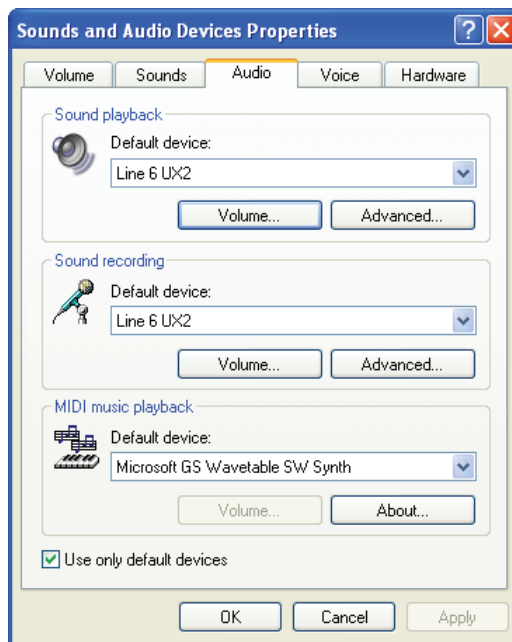 Sounds and Audio Devices Properties
Volume Sounds Audio Voice Hardware
Sound playback
Default device:
Line 6 UX2
Volume... Advanced...
Sound recording
Default device:
Line 6 UX2
Volume... Advanced...
MIDI music playback
Default device:
Microsoft GS Wavetable SW Synth
Volume... About...
Use only default devices
OK Cancel Apply